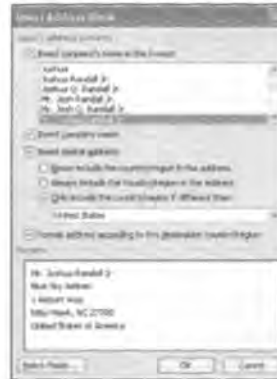 Insert Address Block
Specify address elements
Insert recipient's name in this format:
Joshua
Joshua Randall Jr.
Joshua Q. Randall Jr.
Mr. Josh Randall Jr.
Mr. Josh Q. Randall Jr.
Insert company name
Insert postal address:
Never include the country/region in the address
Always include the country/region in the address
Only include the country/region if different than:
United States
Format address according to the destination country/region
Preview
Mr. Joshua Randall Jr.
Blue Sky Airlines
1 Airport Way
Kitty Hawk, NC 27700
United States of America
Match Fields...
OK
Cancel